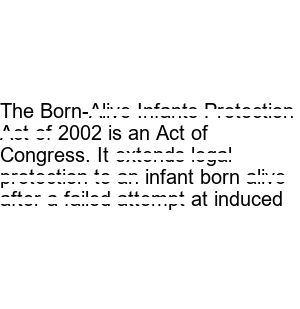 The Born-Alive Infants Protection
Act of 2002 is an Act of
Congress. It extends legal
protection to an infant born alive
after a failed attempt at induced